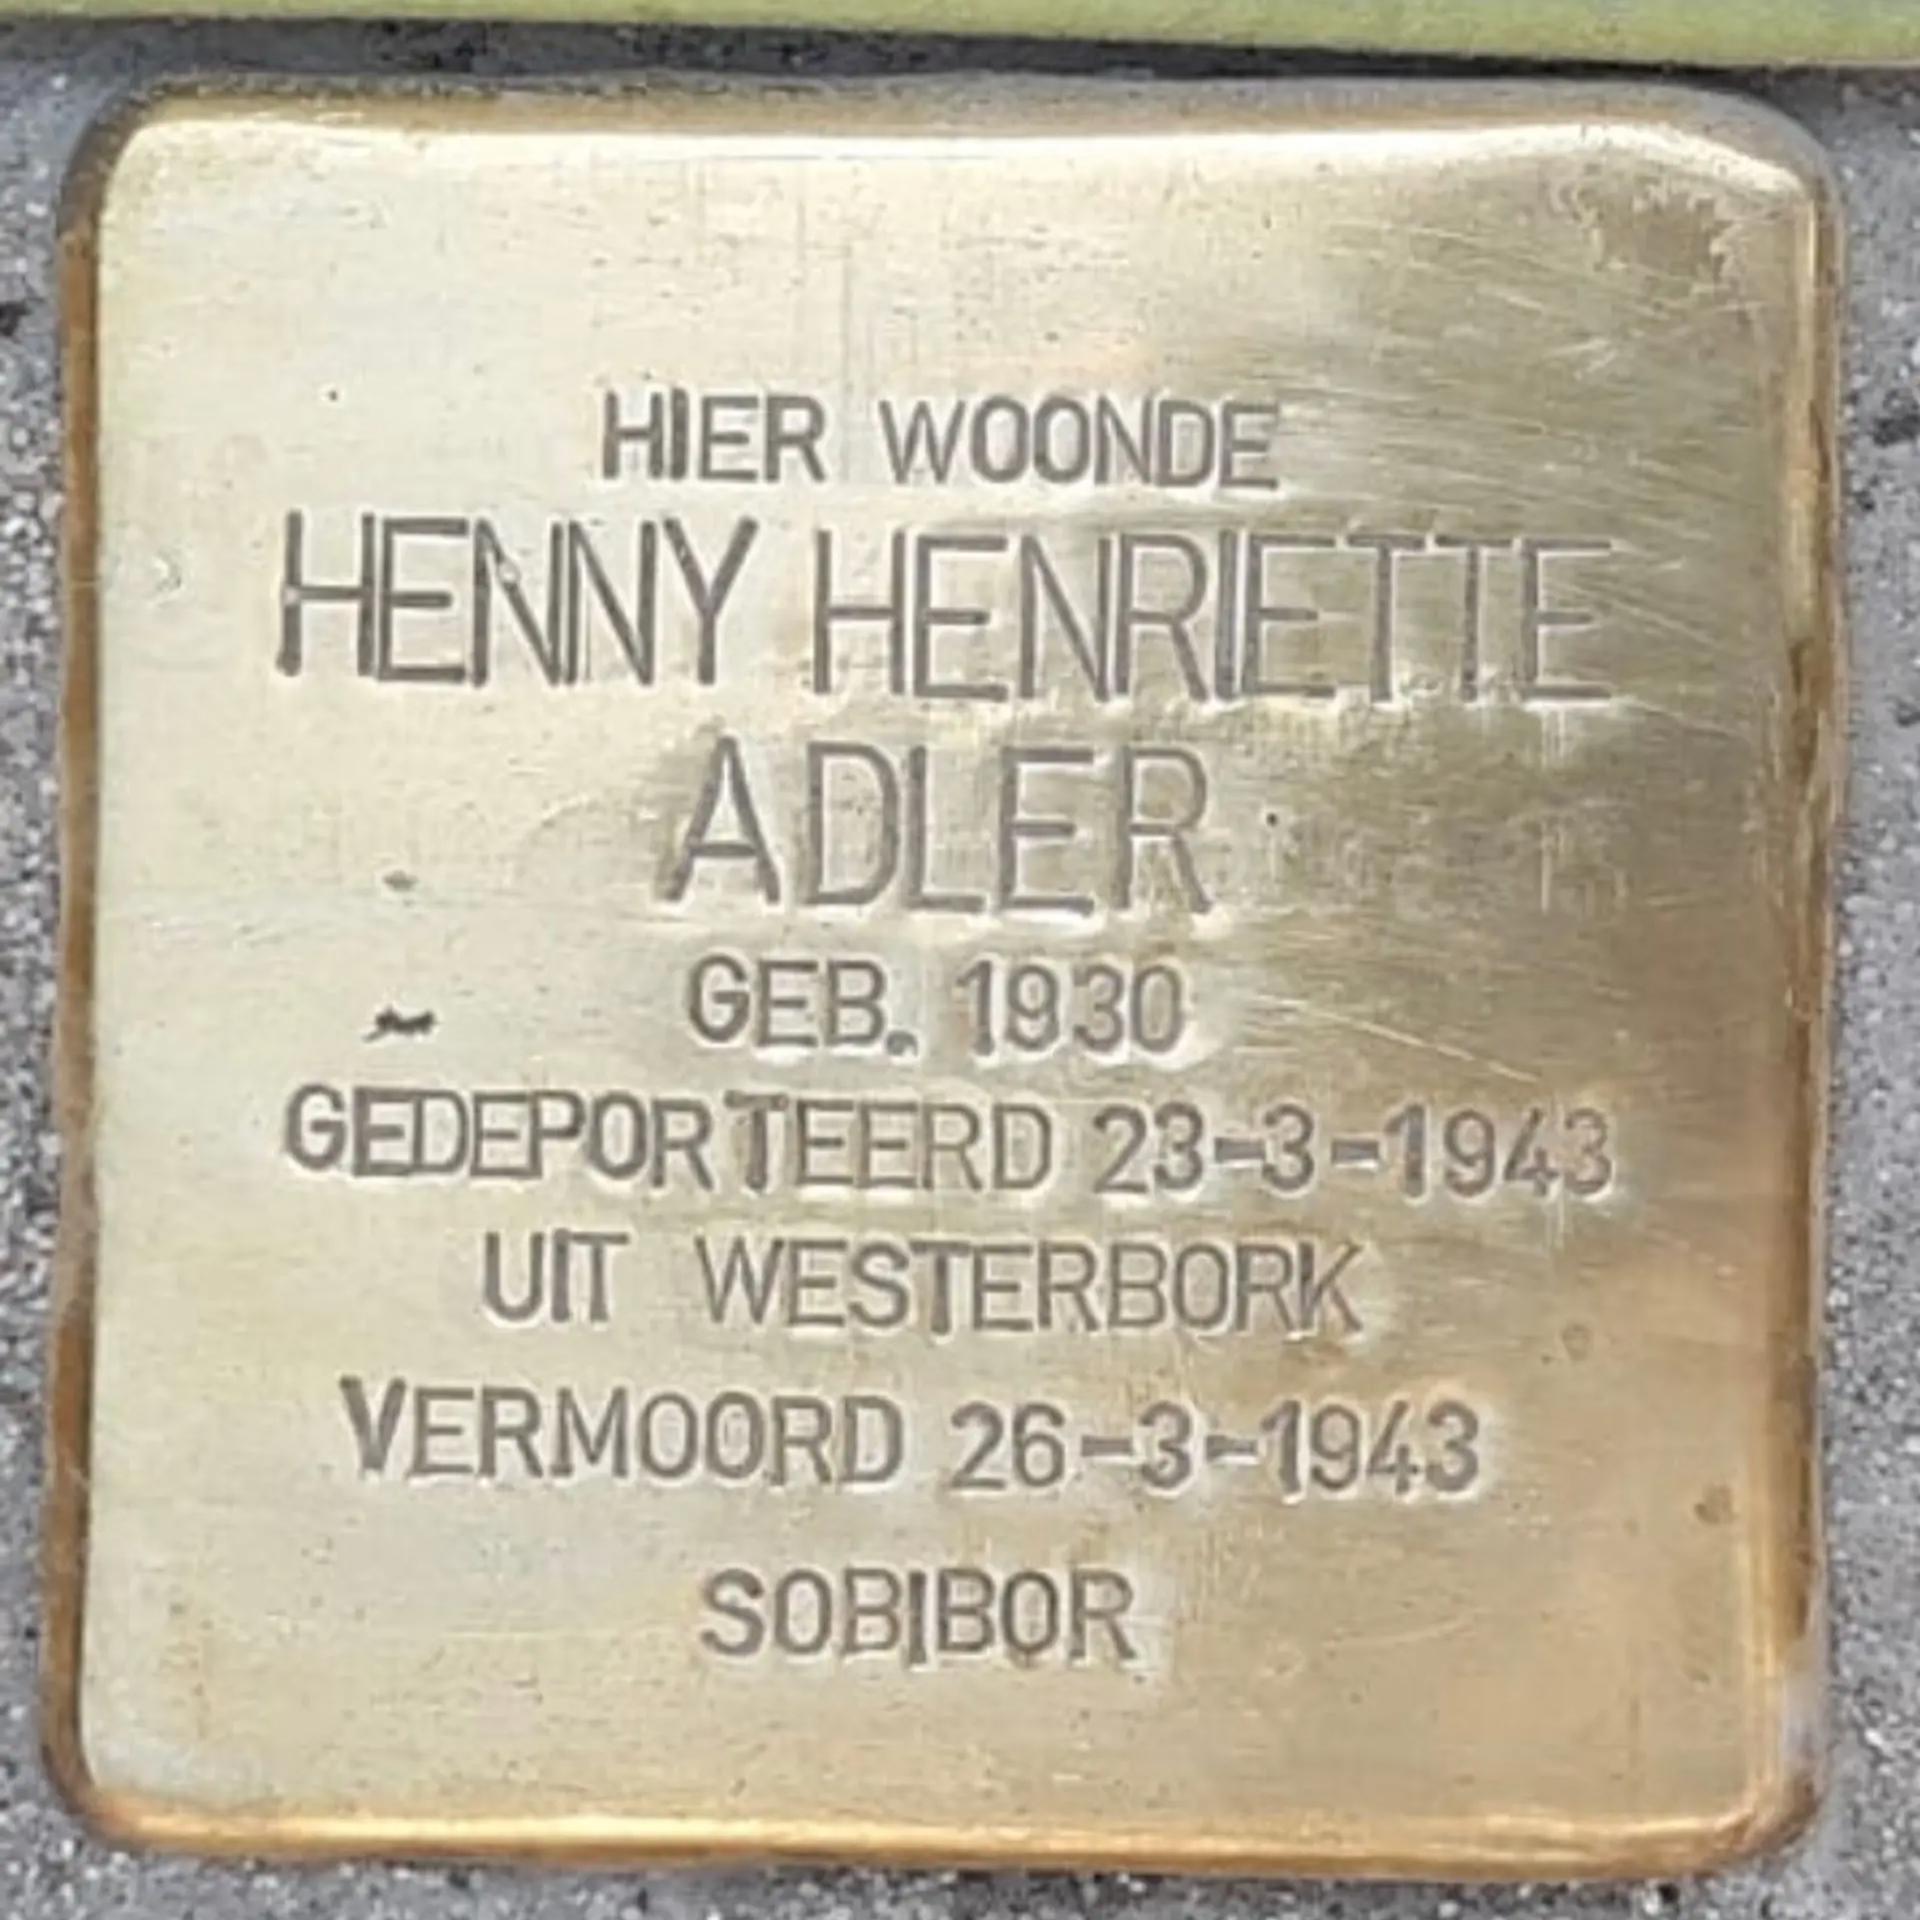 HIER WOONDE
HENNY HENRIETTE
ADLER
GEB. 1930
GEDEPORTEERD 23-3-1943
UIT WESTERBORK
VERMOORD 26-3-1943
SOBIBOR